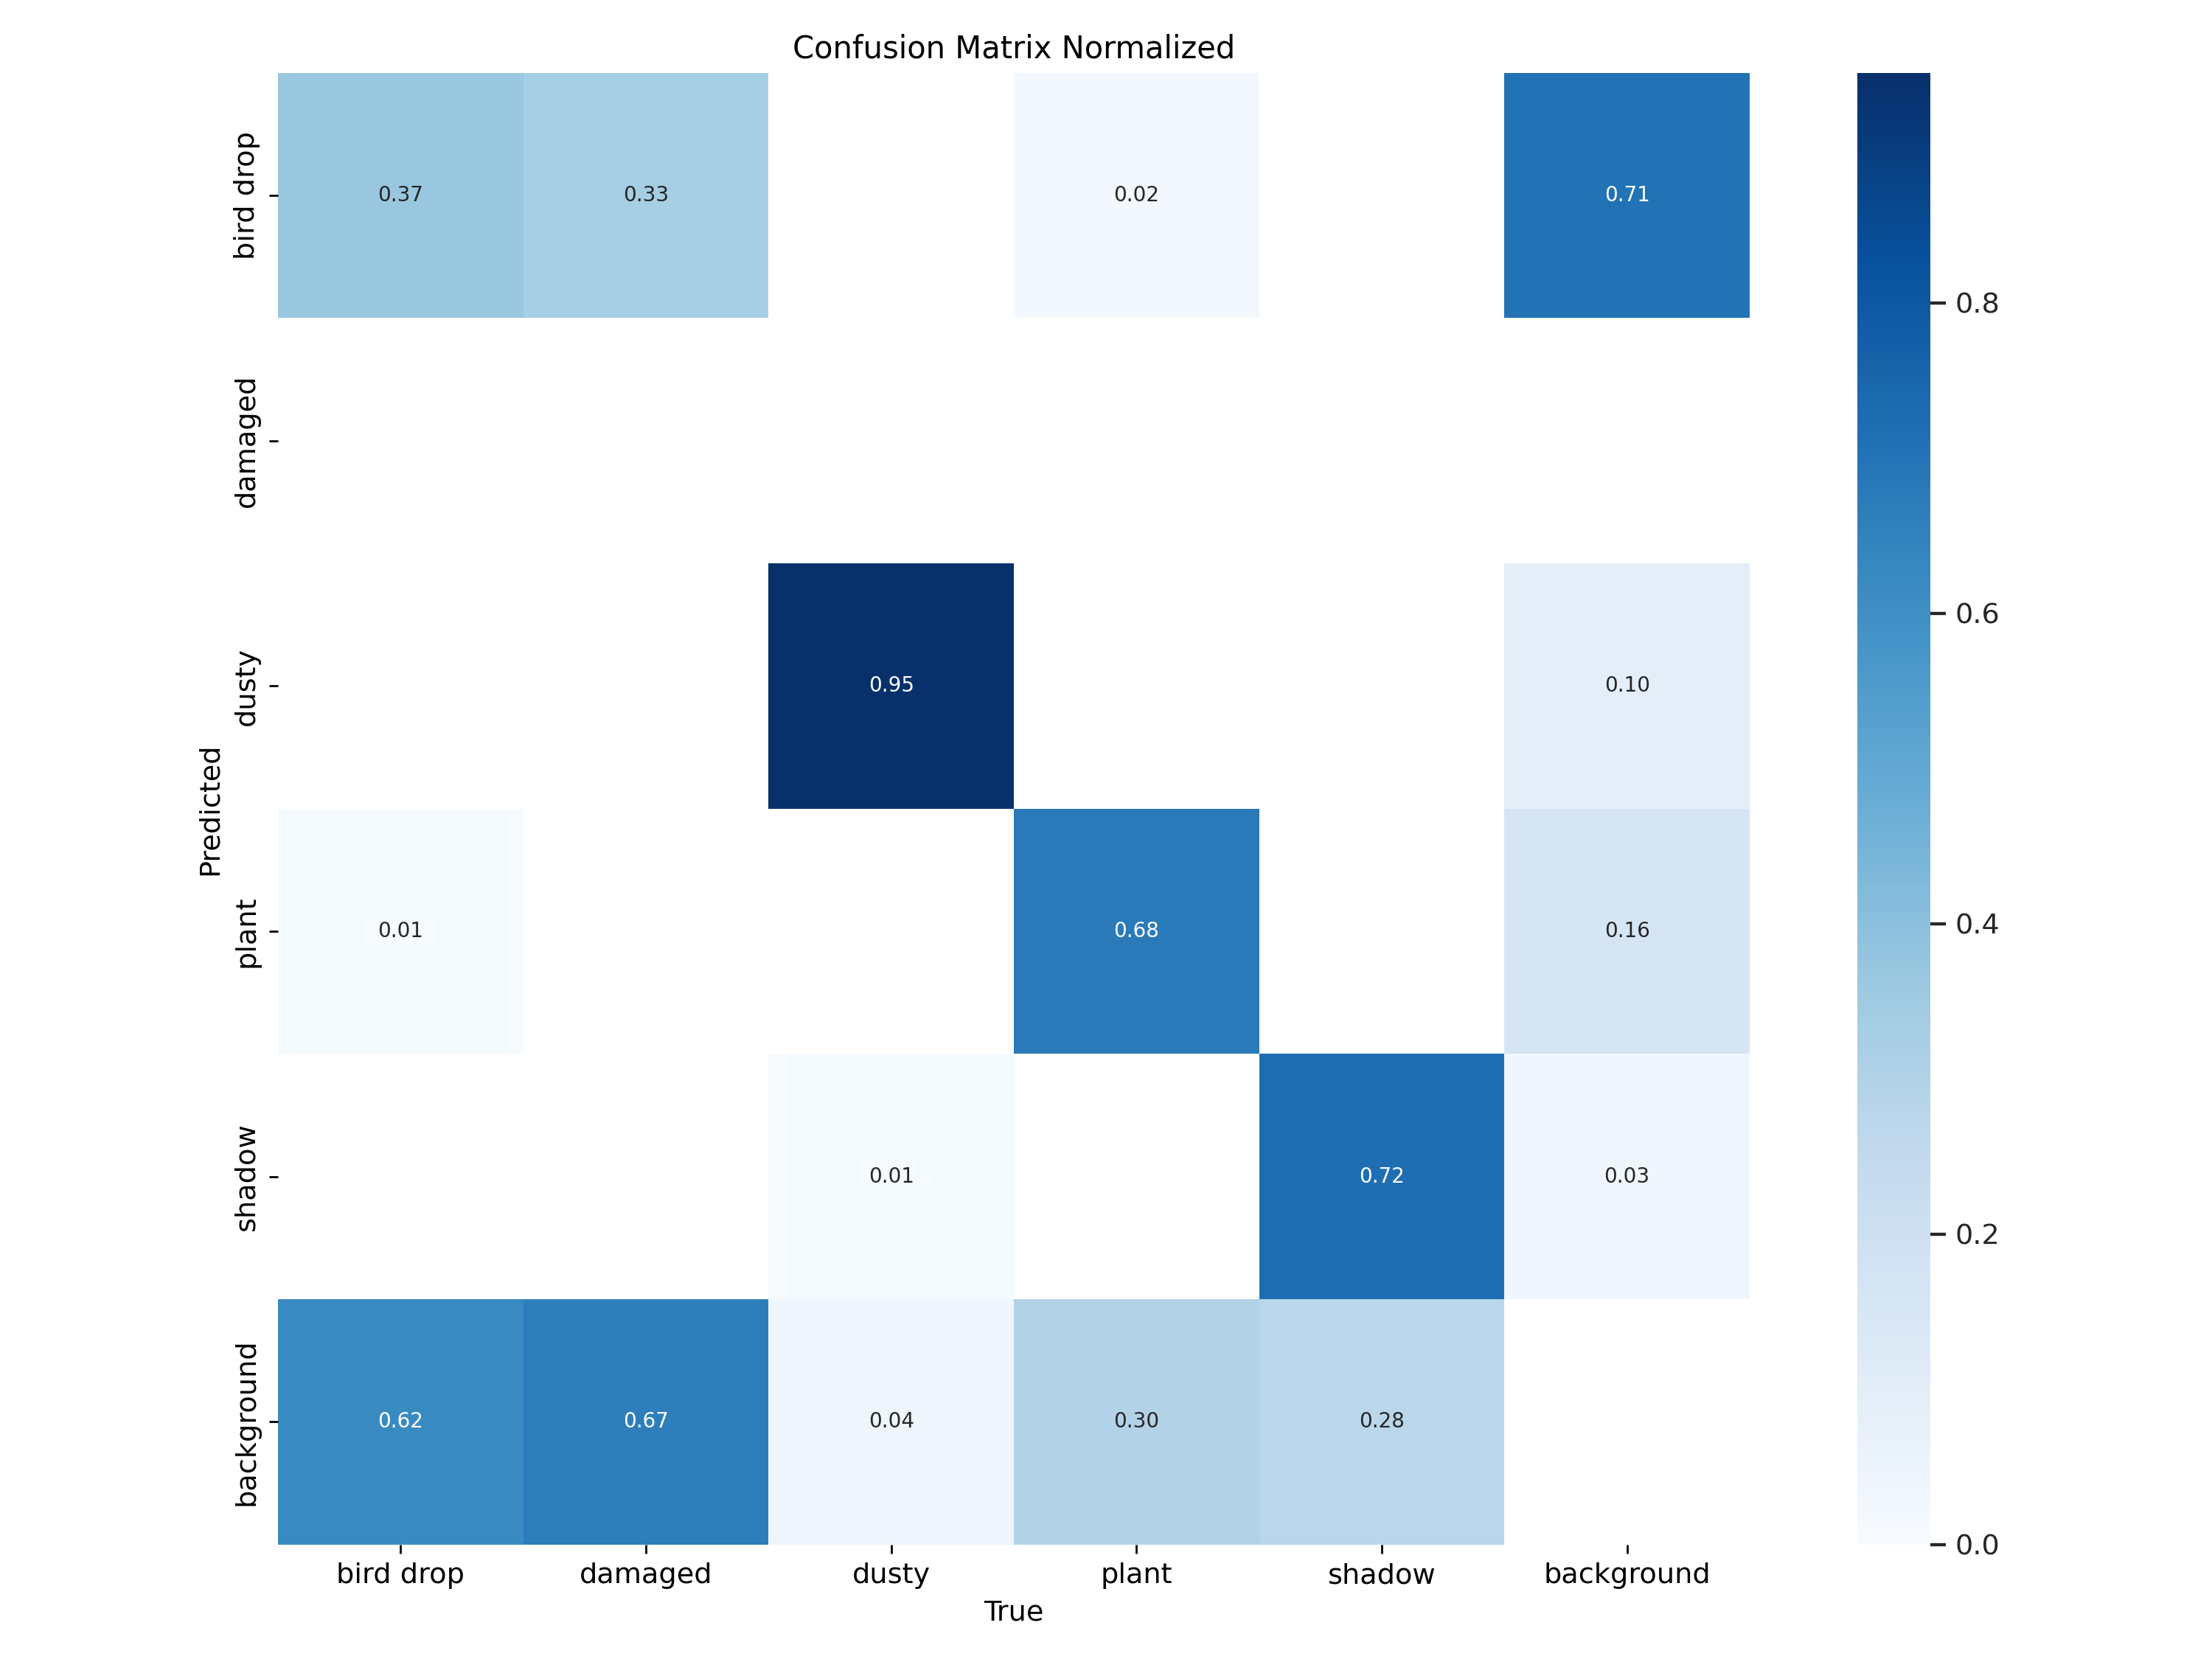 Confusion Matrix Normalized
bird drop
0.37 0.33 0.02 0.71
damaged
dusty
0.95 0.10
Predicted
plant
0.01 0.68 0.16
shadow
0.01 0.72 0.03
background
0.62 0.67 0.04 0.30 0.28
bird drop damaged dusty plant shadow background
True
0.8
0.6
0.4
0.2
0.0